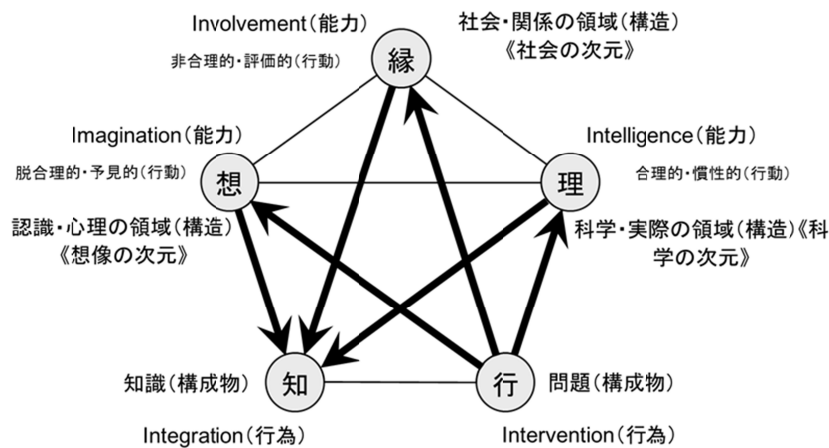 Involvement(能力)
非合理的・評価的(行動)
社会・関係の領域(構造)
《社会の次元》
縁
Imagination(能力)
脱合理的・予見的(行動)
想
認識・心理の領域(構造)
《想像の次元》
Intelligence(能力)
合理的・慣性的(行動)
理
科学・実際の領域(構造)《科
学の次元》
知識(構成物)
知
Integration(行為)
行
問題(構成物)
Intervention(行為)